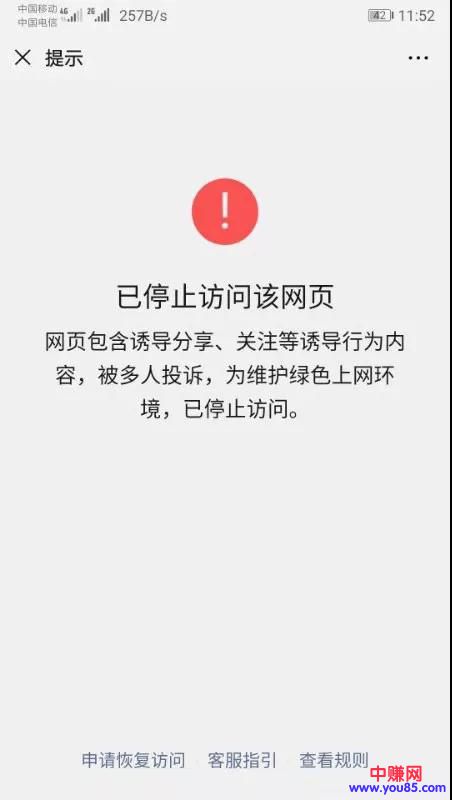 中国移动 4G 2G 257B/s 42 11:52
中国电信
提示
已停止访问该网页
网页包含诱导分享、关注等诱导行为内
容，被多人投诉，为维护绿色上网环
境，已停止访问。
申请恢复访问 客服指引 查看规则
中赚网
www.you85.com